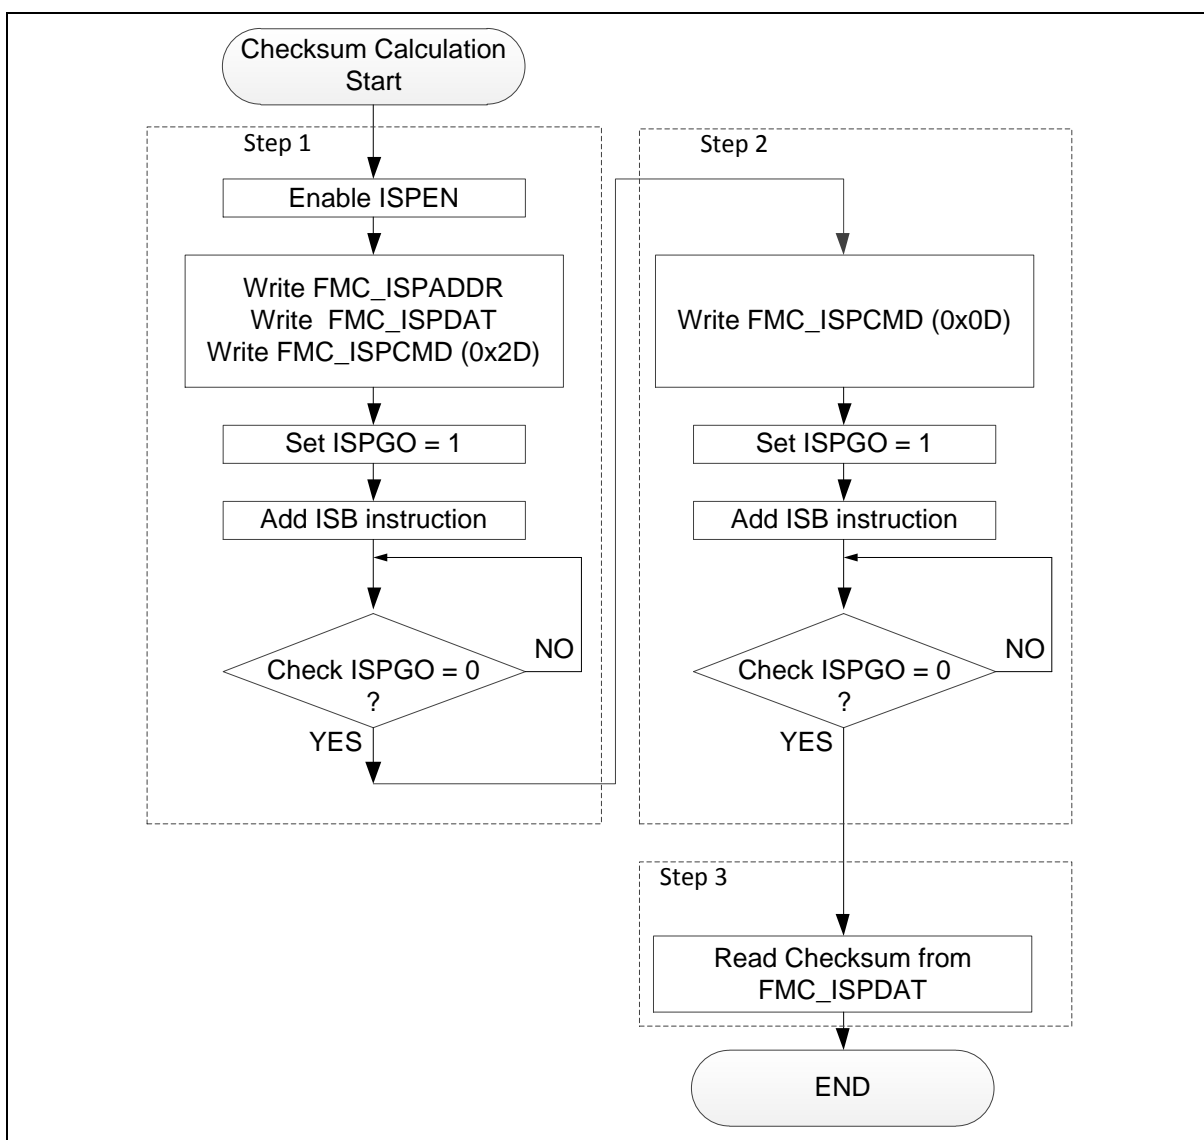 Checksum Calculation
Start
Step 1
Enable ISPEN
Write FMC_ISPADDR
Write FMC_ISPDAT
Write FMC_ISPCMD (0x2D)
Set ISPGO = 1
Add ISB instruction
Check ISPGO = 0
?
NO
YES
Step 2
Write FMC_ISPCMD (0x0D)
Set ISPGO = 1
Add ISB instruction
Check ISPGO = 0
?
NO
YES
Step 3
Read Checksum from
FMC_ISPDAT
END